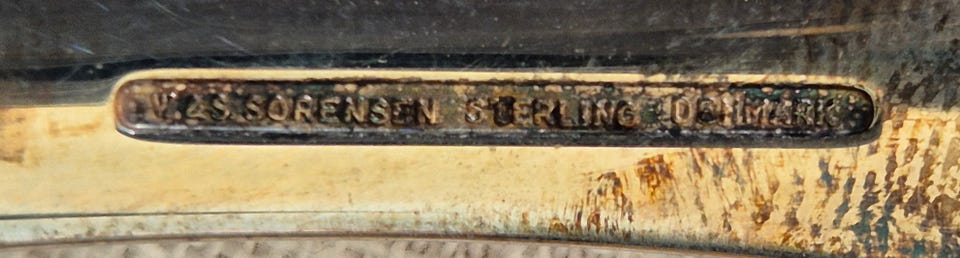 W. & S. SORENSEN STERLING DENMARK